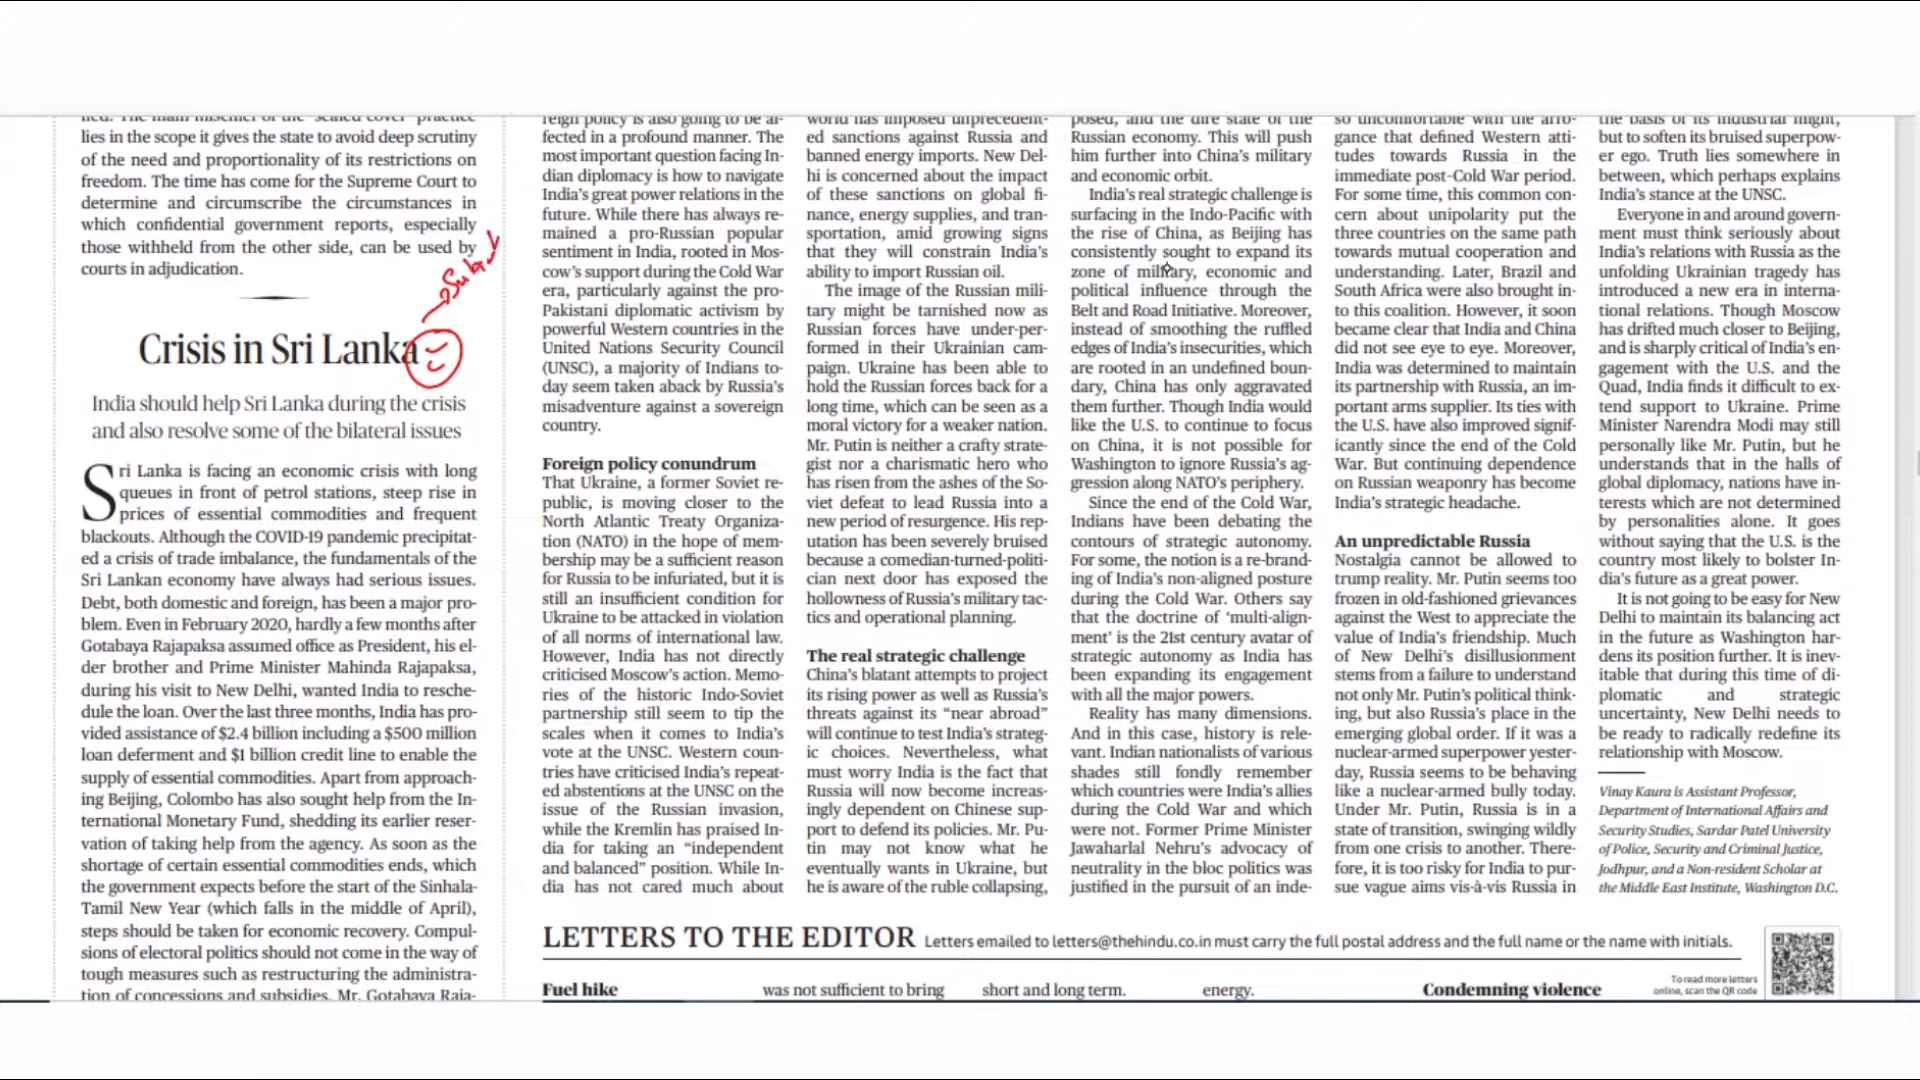 The main mischief of the 'sealed cover' practice
lies in the scope it gives the state to avoid deep scrutiny
of the need and proportionality of its restrictions on
freedom. The time has come for the Supreme Court to
determine and circumscribe the circumstances in
which confidential government reports, especially
those withheld from the other side, can be used by
courts in adjudication.
Crisis in Sri Lanka
India should help Sri Lanka during the crisis
and also resolve some of the bilateral issues
Sri Lanka is facing an economic crisis with long
queues in front of petrol stations, steep rise in
prices of essential commodities and frequent
blackouts. Although the COVID-19 pandemic precipitat-
ed a crisis of trade imbalance, the fundamentals of the
Sri Lankan economy have always had serious issues.
Debt, both domestic and foreign, has been a major pro-
blem. Even in February 2020, hardly a few months after
Gotabaya Rajapaksa assumed office as President, his el-
der brother and Prime Minister Mahinda Rajapaksa,
during his visit to New Delhi, wanted India to resche-
dule the loan. Over the last three months, India has pro-
vided assistance of $2.4 billion including a $500 million
loan deferment and $1 billion credit line to enable the
supply of essential commodities. Apart from approach-
ing Beijing, Colombo has also sought help from the In-
ternational Monetary Fund, shedding its earlier reser-
vation of taking help from the agency. As soon as the
shortage of certain essential commodities ends, which
the government expects before the start of the Sinhala-
Tamil New Year (which falls in the middle of April),
steps should be taken for economic recovery. Compul-
sions of electoral politics should not come in the way of
tough measures such as restructuring the administra-
tion of concessions and subsidies. Mr. Gotabaya Raja-
reign policy is also going to be af-
fected in a profound manner. The
most important question facing In-
dian diplomacy is how to navigate
India's great power relations in the
future. While there has always re-
mained a pro-Russian popular
sentiment in India, rooted in Mos-
cow's support during the Cold War
era, particularly against the pro-
Pakistani diplomatic activism by
powerful Western countries in the
United Nations Security Council
(UNSC), a majority of Indians to-
day seem taken aback by Russia's
misadventure against a sovereign
country.
Foreign policy conundrum
That Ukraine, a former Soviet re-
public, is moving closer to the
North Atlantic Treaty Organiza-
tion (NATO) in the hope of mem-
bership may be a sufficient reason
for Russia to be infuriated, but it is
still an insufficient condition for
Ukraine to be attacked in violation
of all norms of international law.
However, India has not directly
criticised Moscow's action. Memo-
ries of the historic Indo-Soviet
partnership still seem to tip the
scales when it comes to India's
vote at the UNSC. Western coun-
tries have criticised India's repeat-
ed abstentions at the UNSC on the
issue of the Russian invasion,
while the Kremlin has praised In-
dia for taking an "independent
and balanced" position. While In-
dia has not cared much about
world has imposed unprecedent-
ed sanctions against Russia and
banned energy imports. New Del-
hi is concerned about the impact
of these sanctions on global fi-
nance, energy supplies, and tran-
sportation, amid growing signs
that they will constrain India's
ability to import Russian oil.
The image of the Russian mili-
tary might be tarnished now as
Russian forces have under-per-
formed in their Ukrainian cam-
paign. Ukraine has been able to
hold the Russian forces back for a
long time, which can be seen as a
moral victory for a weaker nation.
Mr. Putin is neither a crafty strate-
gist nor a charismatic hero who
has risen from the ashes of the So-
viet defeat to lead Russia into a
new period of resurgence. His rep-
utation has been severely bruised
because a comedian-turned-politi-
cian next door has exposed the
hollowness of Russia's military tac-
tics and operational planning.
The real strategic challenge
China's blatant attempts to project
its rising power as well as Russia's
threats against its "near abroad"
will continue to test India's strateg-
ic choices. Nevertheless, what
must worry India is the fact that
Russia will now become increas-
ingly dependent on Chinese sup-
port to defend its policies. Mr. Pu-
tin may not know what he
eventually wants in Ukraine, but
he is aware of the ruble collapsing,
posed, and the dire state of the
Russian economy. This will push
him further into China's military
and economic orbit.
India's real strategic challenge is
surfacing in the Indo-Pacific with
the rise of China, as Beijing has
consistently sought to expand its
zone of military, economic and
political influence through the
Belt and Road Initiative. Moreover,
instead of smoothing the ruffled
edges of India's insecurities, which
are rooted in an undefined boun-
dary, China has only aggravated
them further. Though India would
like the U.S. to continue to focus
on China, it is not possible for
Washington to ignore Russia's ag-
gression along NATO's periphery.
Since the end of the Cold War,
Indians have been debating the
contours of strategic autonomy.
For some, the notion is a re-brand-
ing of India's non-aligned posture
during the Cold War. Others say
that the doctrine of 'multi-align-
ment' is the 21st century avatar of
strategic autonomy as India has
been expanding its engagement
with all the major powers.
Reality has many dimensions.
And in this case, history is rele-
vant. Indian nationalists of various
shades still fondly remember
which countries were India's allies
during the Cold War and which
were not. Former Prime Minister
Jawaharlal Nehru's advocacy of
neutrality in the bloc politics was
justified in the pursuit of an inde-
so uncomfortable with the arro-
gance that defined Western atti-
tudes towards Russia in the
immediate post-Cold War period.
For some time, this common con-
cern about unipolarity put the
three countries on the same path
towards mutual cooperation and
understanding. Later, Brazil and
South Africa were also brought in-
to this coalition. However, it soon
became clear that India and China
did not see eye to eye. Moreover,
India was determined to maintain
its partnership with Russia, an im-
portant arms supplier. Its ties with
the U.S. have also improved signif-
icantly since the end of the Cold
War. But continuing dependence
on Russian weaponry has become
India's strategic headache.
An unpredictable Russia
Nostalgia cannot be allowed to
trump reality. Mr. Putin seems too
frozen in old-fashioned grievances
against the West to appreciate the
value of India's friendship. Much
of New Delhi's disillusionment
stems from a failure to understand
not only Mr. Putin's political think-
ing, but also Russia's place in the
emerging global order. If it was a
nuclear-armed superpower yester-
day, Russia seems to be behaving
like a nuclear-armed bully today.
Under Mr. Putin, Russia is in a
state of transition, swinging wildly
from one crisis to another. There-
fore, it is too risky for India to pur-
sue vague aims vis-à-vis Russia in
the basis of its industrial might,
but to soften its bruised superpow-
er ego. Truth lies somewhere in
between, which perhaps explains
India's stance at the UNSC.
Everyone in and around govern-
ment must think seriously about
India's relations with Russia as the
unfolding Ukrainian tragedy has
introduced a new era in interna-
tional relations. Though Moscow
has drifted much closer to Beijing,
and is sharply critical of India's en-
gagement with the U.S. and the
Quad, India finds it difficult to ex-
tend support to Ukraine. Prime
Minister Narendra Modi may still
personally like Mr. Putin, but he
understands that in the halls of
global diplomacy, nations have in-
terests which are not determined
by personalities alone. It goes
without saying that the U.S. is the
country most likely to bolster In-
dia's future as a great power.
It is not going to be easy for New
Delhi to maintain its balancing act
in the future as Washington har-
dens its position further. It is inev-
itable that during this time of di-
plomatic and strategic
uncertainty, New Delhi needs to
be ready to radically redefine its
relationship with Moscow.
Vinay Kaura is Assistant Professor,
Department of International Affairs and
Security Studies, Sardar Patel University
of Police, Security and Criminal Justice,
Jodhpur, and a Non-resident Scholar at
the Middle East Institute, Washington D.C.
LETTERS TO THE EDITOR Letters emailed to letters@thehindu.co.in must carry the full postal address and the full name or the name with initials.
To read more letters
online, scan the QR code
Fuel hike
was not sufficient to bring
short and long term.
energy.
Condemning violence